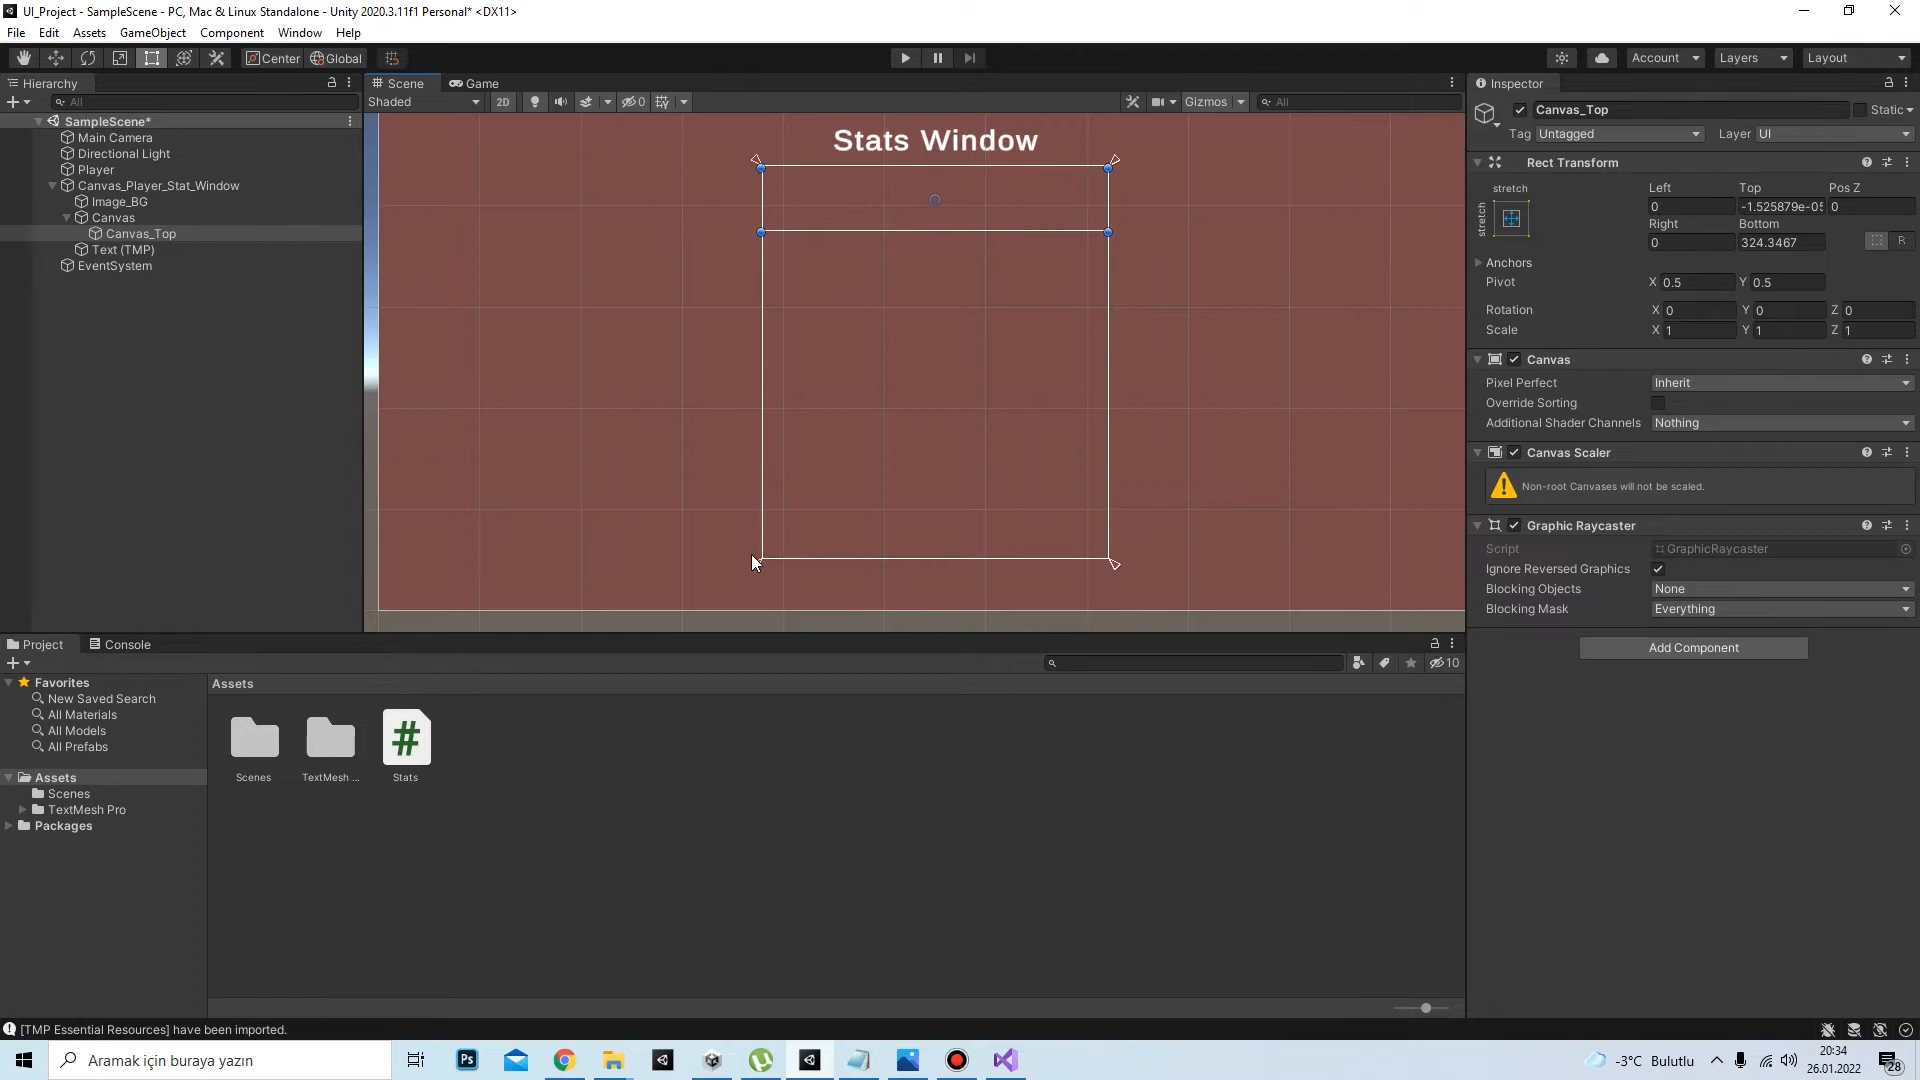 UI_Project - SampleScene - PC, Mac & Linux Standalone - Unity 2020.3.11f1 Personal* <DX11>
File Edit Assets GameObject Component Window Help
Center Global Account Layers Layout
Hierarchy
All
SampleScene*
Main Camera
Directional Light
Player
Canvas_Player_Stat_Window
Image_BG
Canvas
Canvas_Top
Text (TMP)
EventSystem
Scene Game
Shaded 2D 0 Gizmos All
Stats Window
Inspector
Canvas_Top Static
Tag Untagged Layer UI
Rect Transform
stretch Left Top Pos Z
stretch 0 -1.525879e-05 0
Right Bottom
0 324.3467 R
Anchors
Pivot X 0.5 Y 0.5
Rotation X 0 Y 0 Z 0
Scale X 1 Y 1 Z 1
Canvas
Pixel Perfect Inherit
Override Sorting
Additional Shader Channels Nothing
Canvas Scaler
Non-root Canvases will not be scaled.
Graphic Raycaster
Script GraphicRaycaster
Ignore Reversed Graphics
Blocking Objects None
Blocking Mask Everything
Add Component
Project Console
10
Favorites
New Saved Search
All Materials
All Models
All Prefabs
Assets
Scenes
TextMesh Pro
Packages
Assets
Scenes TextMesh ... Stats
[TMP Essential Resources] have been imported.
Aramak için buraya yazın
Ps
-3°C Bulutlu
20:34
26.01.2022
28